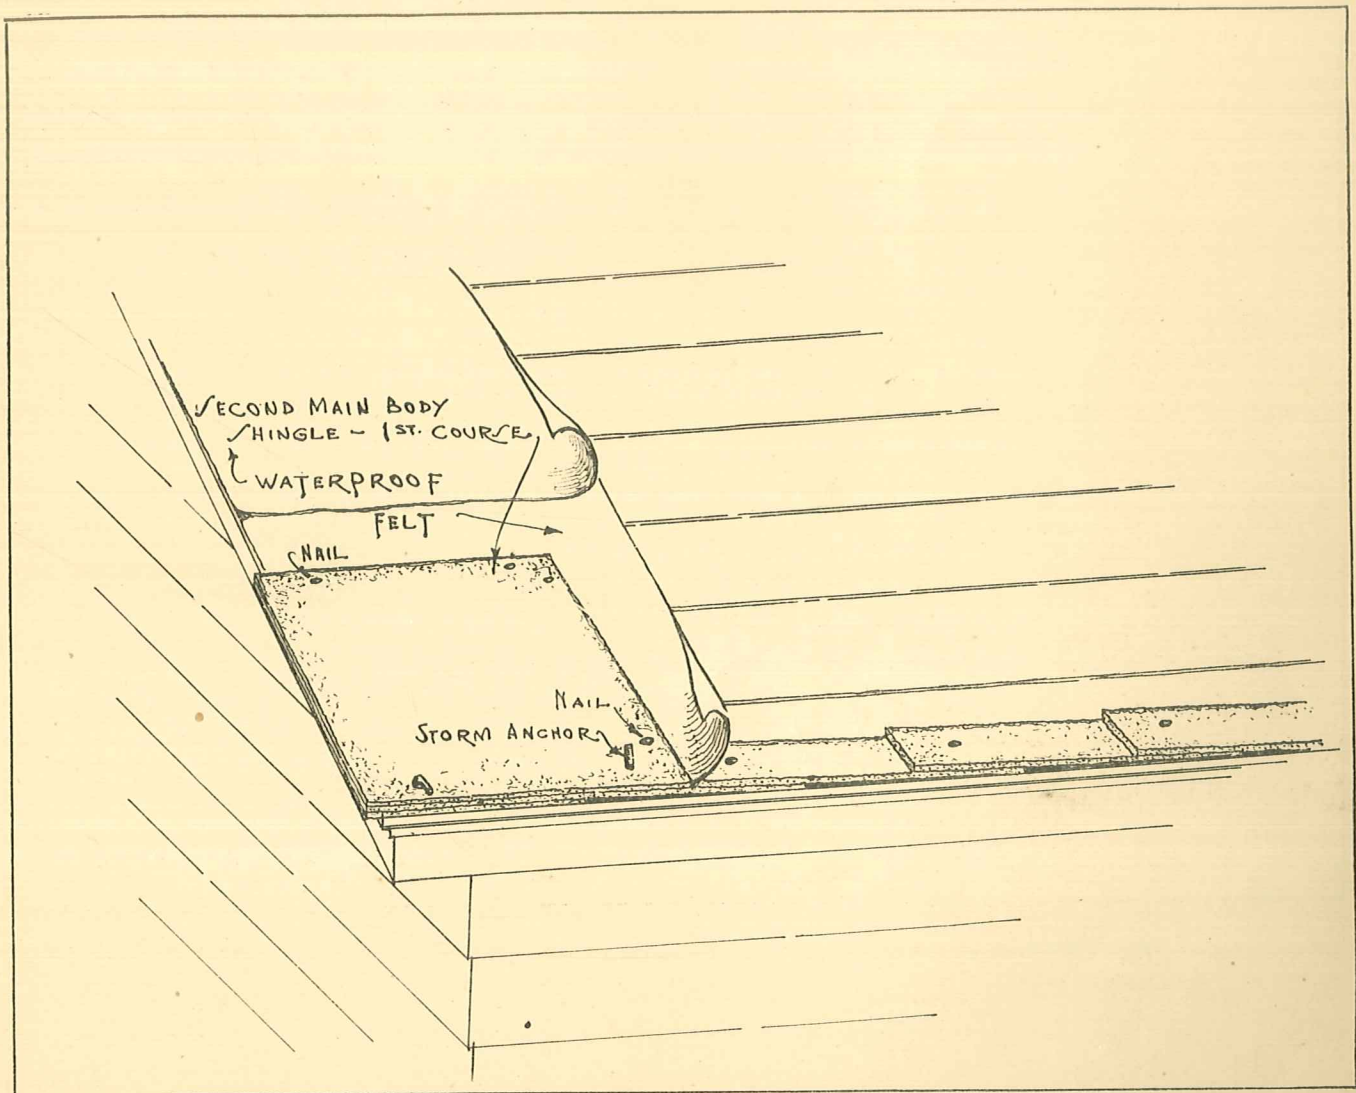 SECOND MAIN BODY
SHINGLE - 1ST. COURSE
WATERPROOF
FELT
NAIL
NAIL
STORM ANCHOR